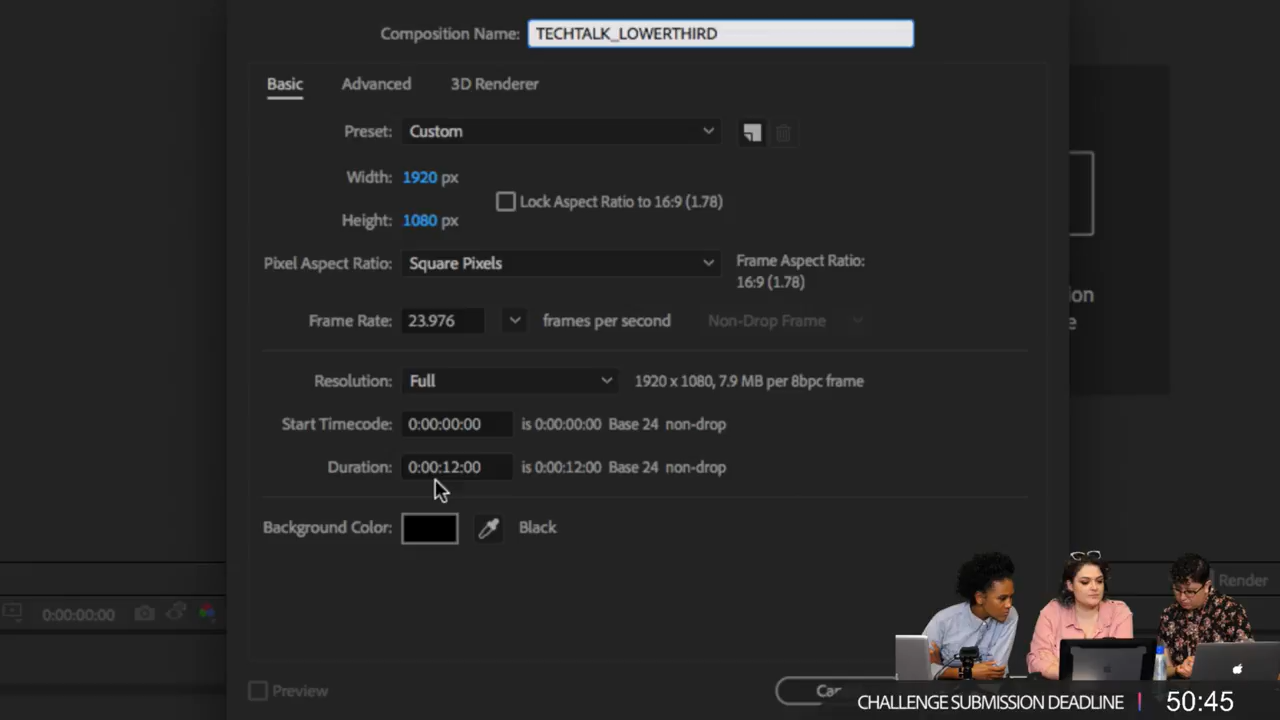 Composition Name: TECHTALK_LOWERTHIRD
Basic Advanced 3D Renderer
Preset: Custom
Width: 1920 px
Lock Aspect Ratio to 16:9 (1.78)
Height: 1080 px
Pixel Aspect Ratio: Square Pixels
Frame Aspect Ratio:
16:9 (1.78)
Frame Rate: 23.976 frames per second Non-Drop Frame
Resolution: Full 1920 x 1080, 7.9 MB per 8bpc frame
Start Timecode: 0:00:00:00 is 0:00:00:00 Base 24 non-drop
Duration: 0:00:12:00 is 0:00:12:00 Base 24 non-drop
Background Color: Black
Render
0:00:00:00
Preview
CHALLENGE SUBMISSION DEADLINE | 50:45